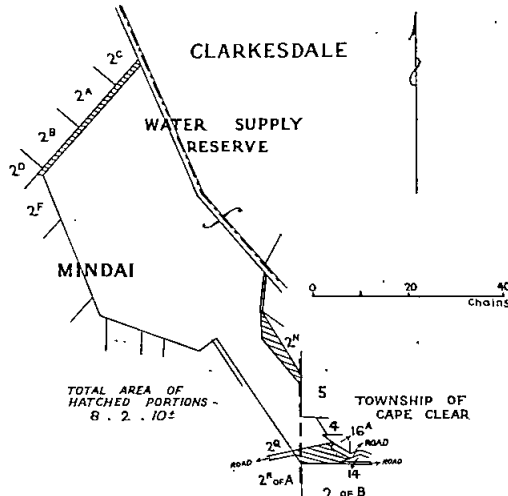 CLARKESDALE
2C
2A
WATER SUPPLY
RESERVE
2B
2D
2F
MINDAI
0 20 40
Chains
2N
TOTAL AREA OF
HATCHED PORTIONS -
8 . 2 . 10±
5
TOWNSHIP OF
CAPE CLEAR
4
16A
2Q
ROAD
ROAD
ROAD
2R OF A
14
2 OF B